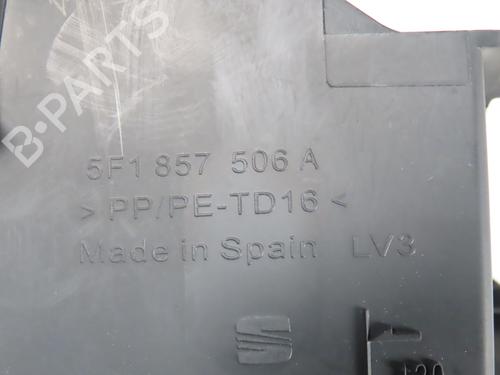 B-PARTS
5F1 857 506 A
> PP/PE-TD16 <
Made in Spain LV3